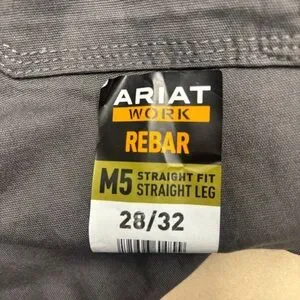 ARIAT
WORK
REBAR
M5 STRAIGHT FIT
STRAIGHT LEG
28/32